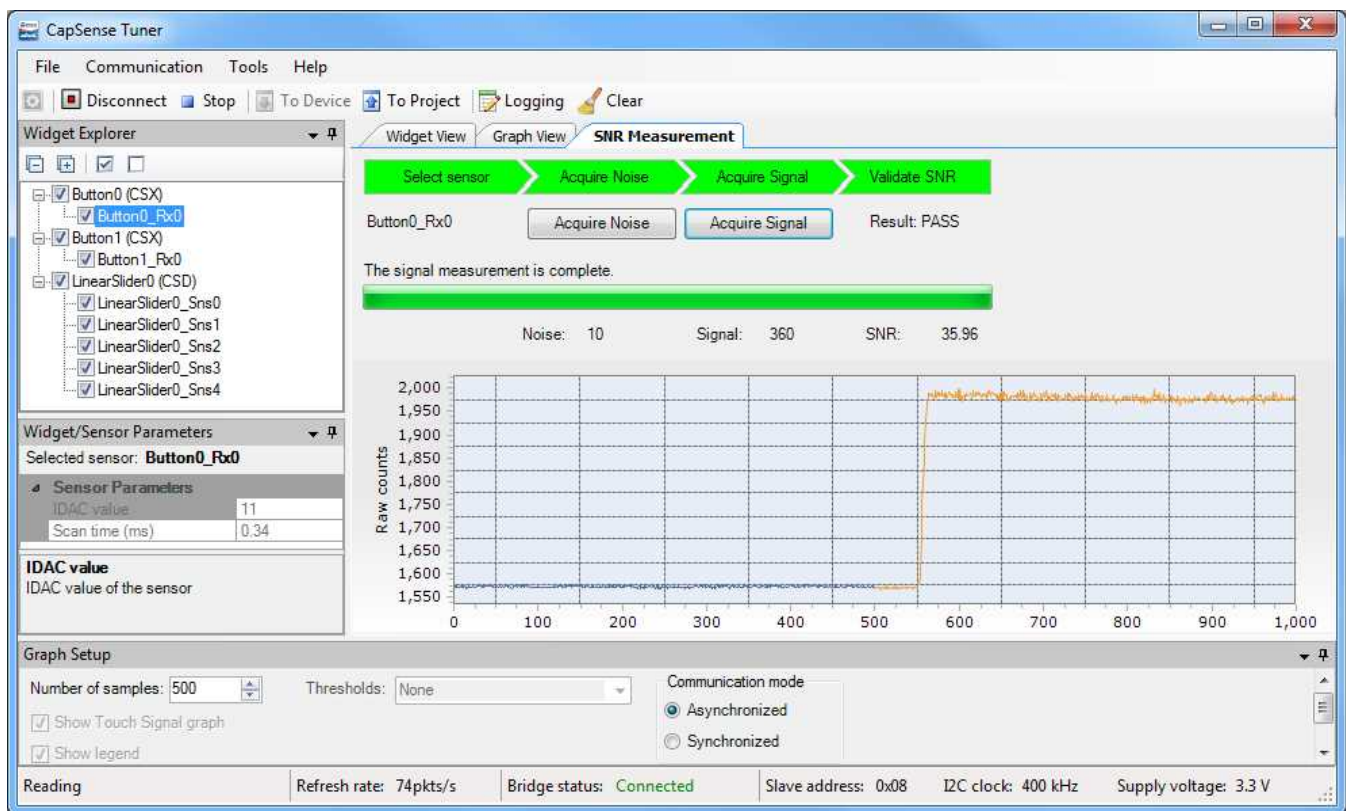 CapSense Tuner
File Communication Tools Help
Disconnect Stop To Device To Project Logging Clear
Widget Explorer
Button0 (CSX)
Button0_Rx0
Button1 (CSX)
Button1_Rx0
LinearSlider0 (CSD)
LinearSlider0_Sns0
LinearSlider0_Sns1
LinearSlider0_Sns2
LinearSlider0_Sns3
LinearSlider0_Sns4
Widget/Sensor Parameters
Selected sensor: Button0_Rx0
Sensor Parameters
IDAC value 11
Scan time (ms) 0.34
IDAC value
IDAC value of the sensor
Widget View Graph View SNR Measurement
Select sensor Acquire Noise Acquire Signal Validate SNR
Button0_Rx0 Acquire Noise Acquire Signal Result: PASS
The signal measurement is complete.
Noise: 10 Signal: 360 SNR: 35.96
Raw counts
2,000
1,950
1,900
1,850
1,800
1,750
1,700
1,650
1,600
1,550
0 100 200 300 400 500 600 700 800 900 1,000
Graph Setup
Number of samples: 500 Thresholds: None
Show Touch Signal graph
Show legend
Communication mode
Asynchronized
Synchronized
Reading Refresh rate: 74pkts/s Bridge status: Connected Slave address: 0x08 I2C clock: 400 kHz Supply voltage: 3.3 V